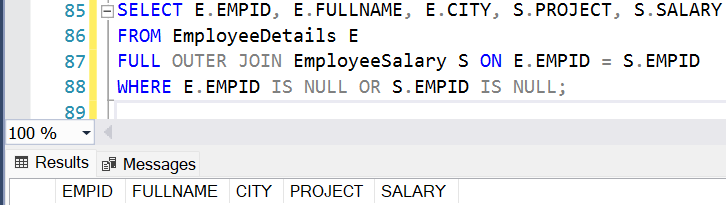 85 SELECT E.EMPID, E.FULLNAME, E.CITY, S.PROJECT, S.SALARY
86 FROM EmployeeDetails E
87 FULL OUTER JOIN EmployeeSalary S ON E.EMPID = S.EMPID
88 WHERE E.EMPID IS NULL OR S.EMPID IS NULL;
89
100 %
Results Messages
EMPID FULLNAME CITY PROJECT SALARY